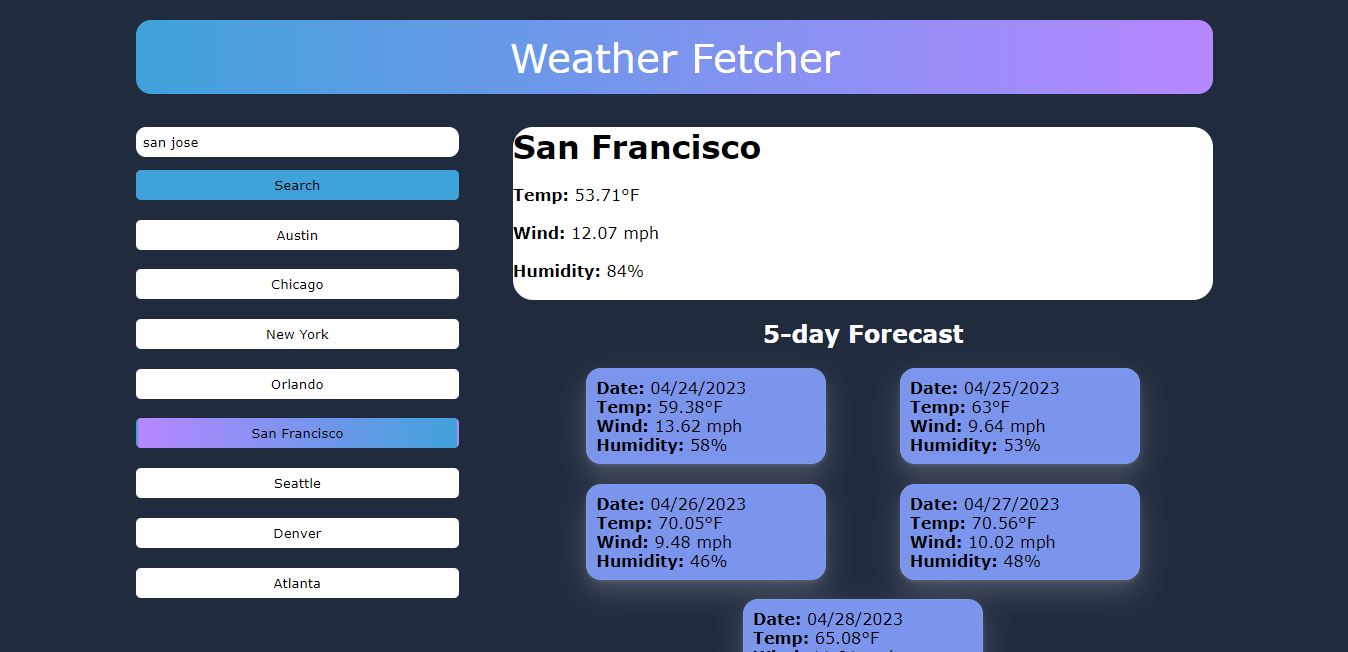 Weather Fetcher
san jose
Search
Austin
Chicago
New York
Orlando
San Francisco
Seattle
Denver
Atlanta
San Francisco
Temp: 53.71°F
Wind: 12.07 mph
Humidity: 84%
5-day Forecast
Date: 04/24/2023
Temp: 59.38°F
Wind: 13.62 mph
Humidity: 58%
Date: 04/25/2023
Temp: 63°F
Wind: 9.64 mph
Humidity: 53%
Date: 04/26/2023
Temp: 70.05°F
Wind: 9.48 mph
Humidity: 46%
Date: 04/27/2023
Temp: 70.56°F
Wind: 10.02 mph
Humidity: 48%
Date: 04/28/2023
Temp: 65.08°F